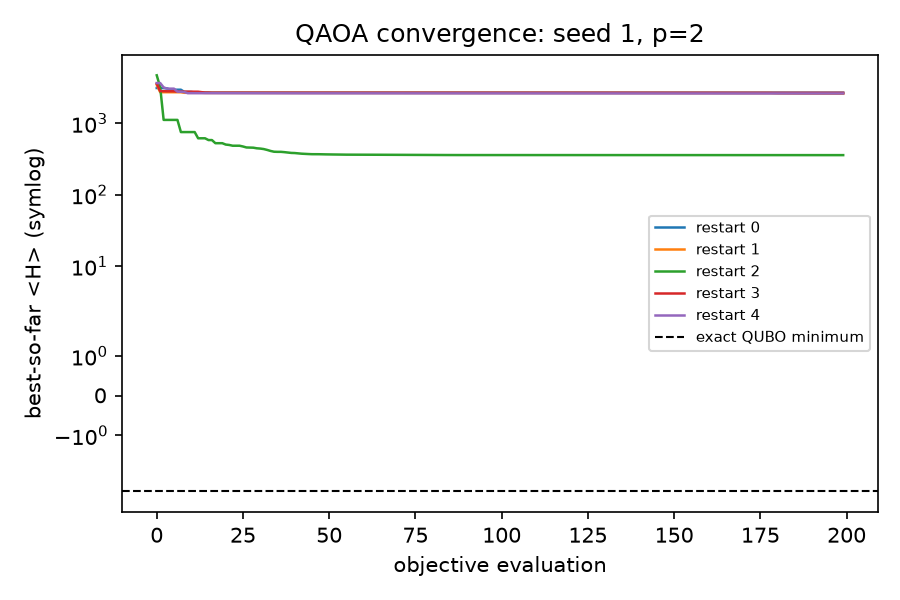 QAOA convergence: seed 1, p=2
best-so-far <H> (symlog)
10³
10²
10¹
10⁰
0
−10⁰
restart 0
restart 1
restart 2
restart 3
restart 4
exact QUBO minimum
0 25 50 75 100 125 150 175 200
objective evaluation